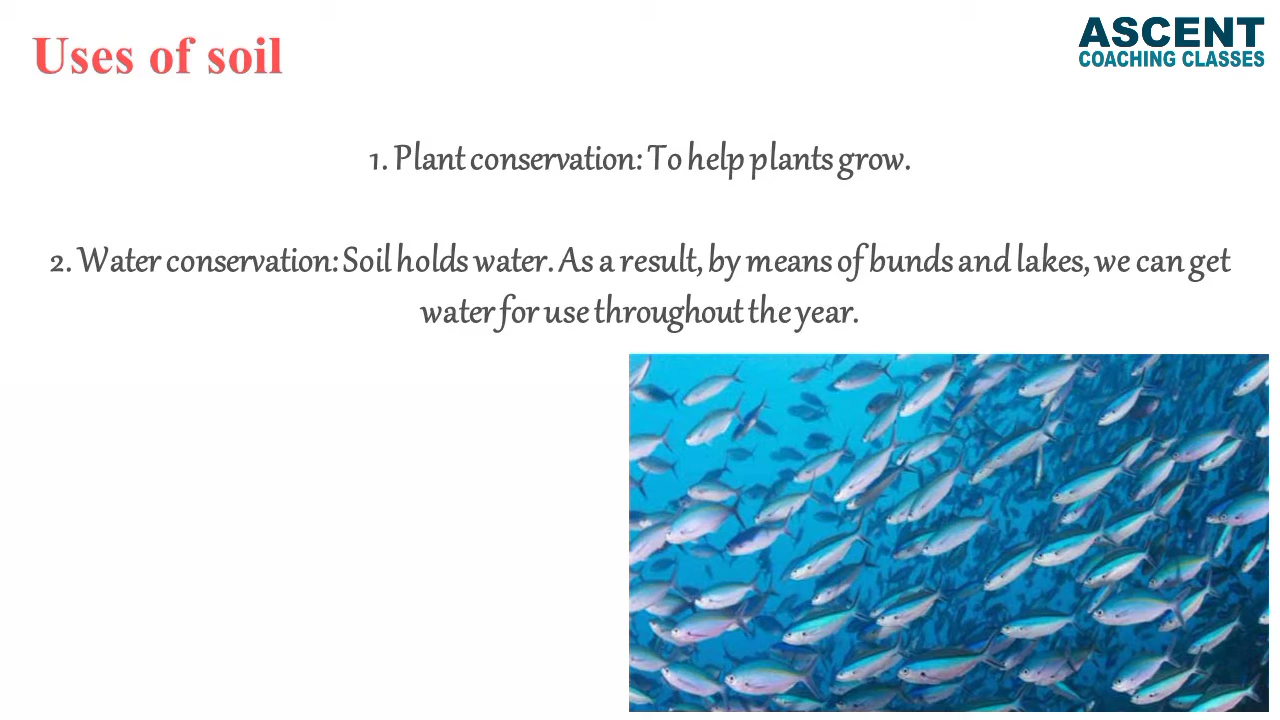 Uses of soil
ASCENT
COACHING CLASSES
1. Plant conservation: To help plants grow.
2. Water conservation: Soil holds water. As a result, by means of bunds and lakes, we can get
water for use throughout the year.